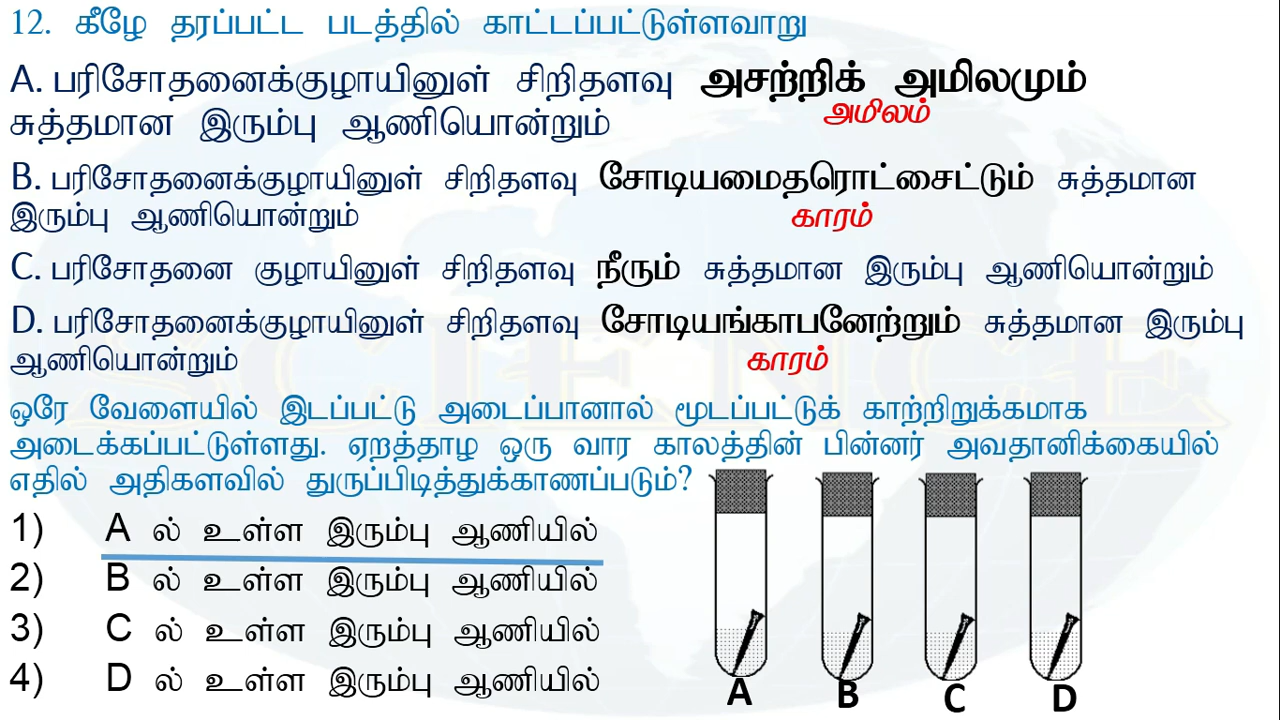 12. கீழே தரப்பட்ட படத்தில் காட்டப்பட்டுள்ளவாறு
A. பரிசோதனைக்குழாயினுள் சிறிதளவு அசற்றிக் அமிலமும்
அமிலம்
சுத்தமான இரும்பு ஆணியொன்றும்
B. பரிசோதனைக்குழாயினுள் சிறிதளவு சோடியமைதரொட்சைட்டும் சுத்தமான
இரும்பு ஆணியொன்றும்
காரம்
C. பரிசோதனை குழாயினுள் சிறிதளவு நீரும் சுத்தமான இரும்பு ஆணியொன்றும்
D. பரிசோதனைக்குழாயினுள் சிறிதளவு சோடியங்காபனேற்றும் சுத்தமான இரும்பு
ஆணியொன்றும்
காரம்
ஒரே வேளையில் இடப்பட்டு அடைப்பானால் மூடப்பட்டுக் காற்றிறுக்கமாக
அடைக்கப்பட்டுள்ளது. ஏறத்தாழ ஒரு வார காலத்தின் பின்னர் அவதானிக்கையில்
எதில் அதிகளவில் துருப்பிடித்துக்காணப்படும்?
1) A ல் உள்ள இரும்பு ஆணியில்
2) B ல் உள்ள இரும்பு ஆணியில்
3) C ல் உள்ள இரும்பு ஆணியில்
4) D ல் உள்ள இரும்பு ஆணியில்
A B C D
SCIENCE